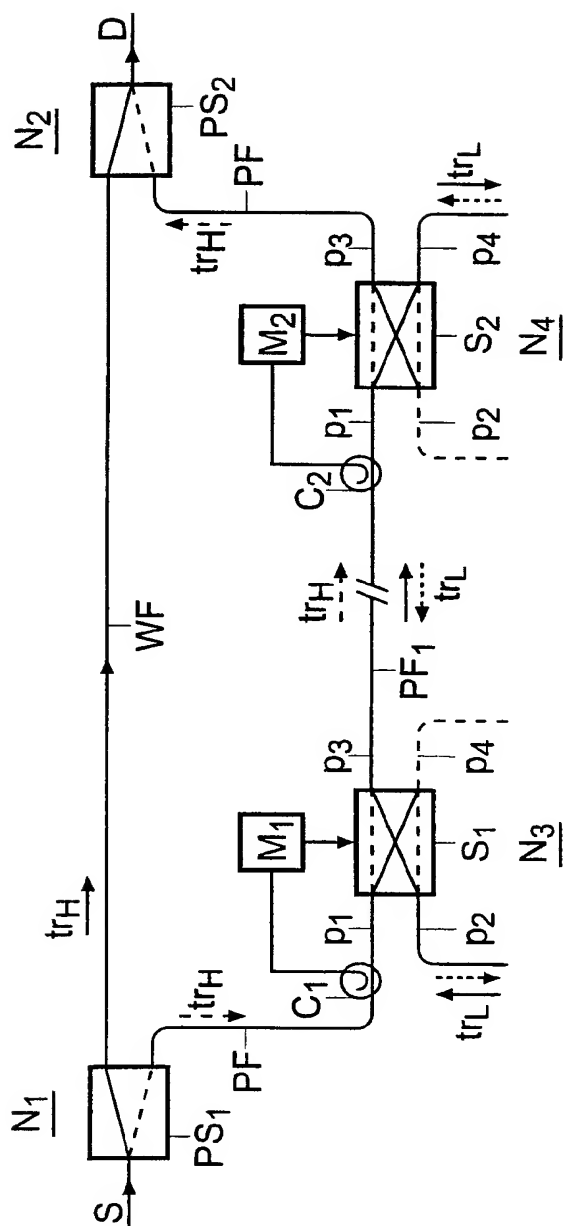 N1
N2
S
D
trH
PS1
WF
PS2
trH
trH
PF
PF
M1
M2
C1
C2
trH
p1
p3
PF1
p1
p3
trL
p2
p4
p2
p4
trL
S1
S2
trL
N3
N4